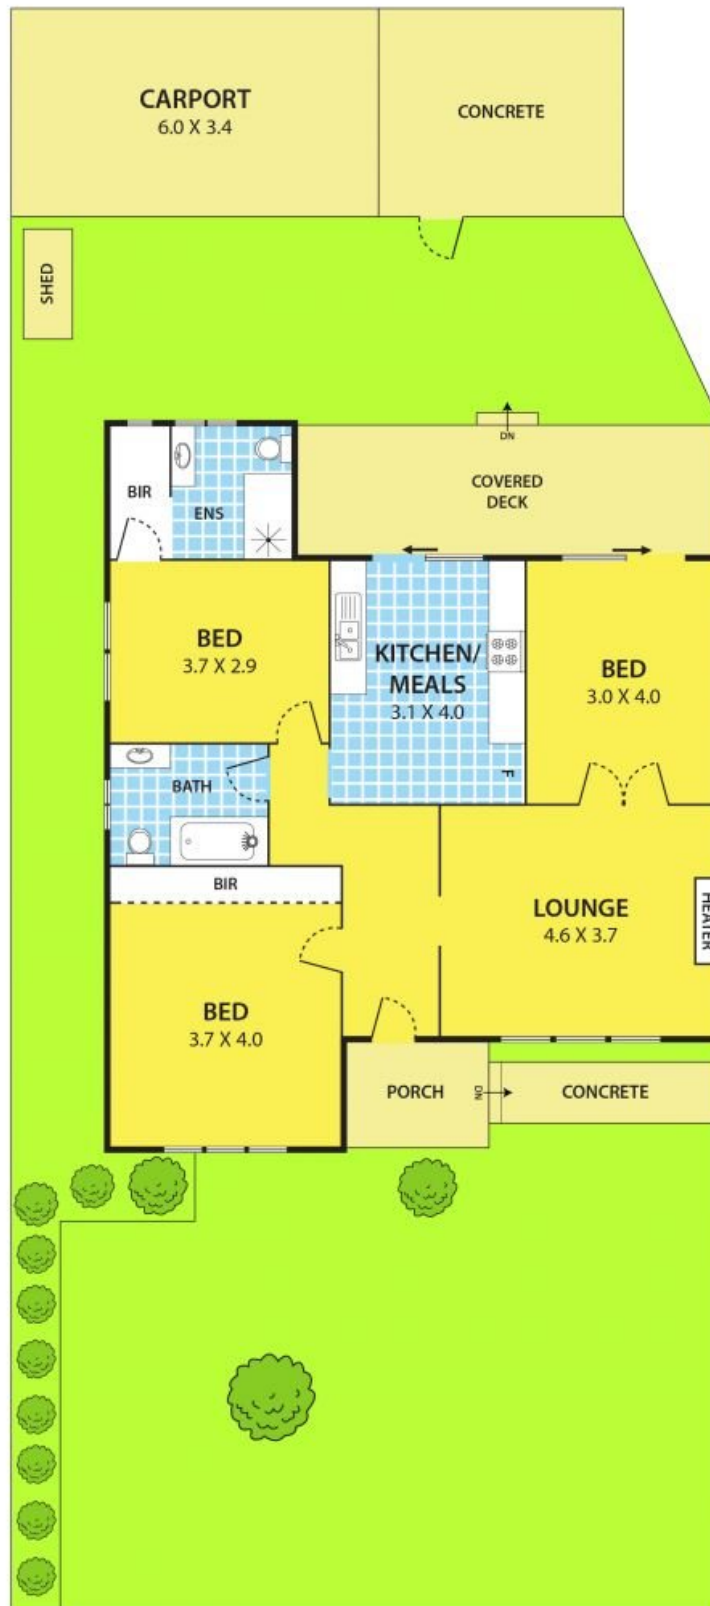 CARPORT
6.0 X 3.4
CONCRETE
SHED
DN
BIR
ENS
COVERED
DECK
BED
3.7 X 2.9
KITCHEN/
MEALS
3.1 X 4.0
BED
3.0 X 4.0
F
BATH
BIR
LOUNGE
4.6 X 3.7
HEATER
BED
3.7 X 4.0
PORCH
DN
CONCRETE